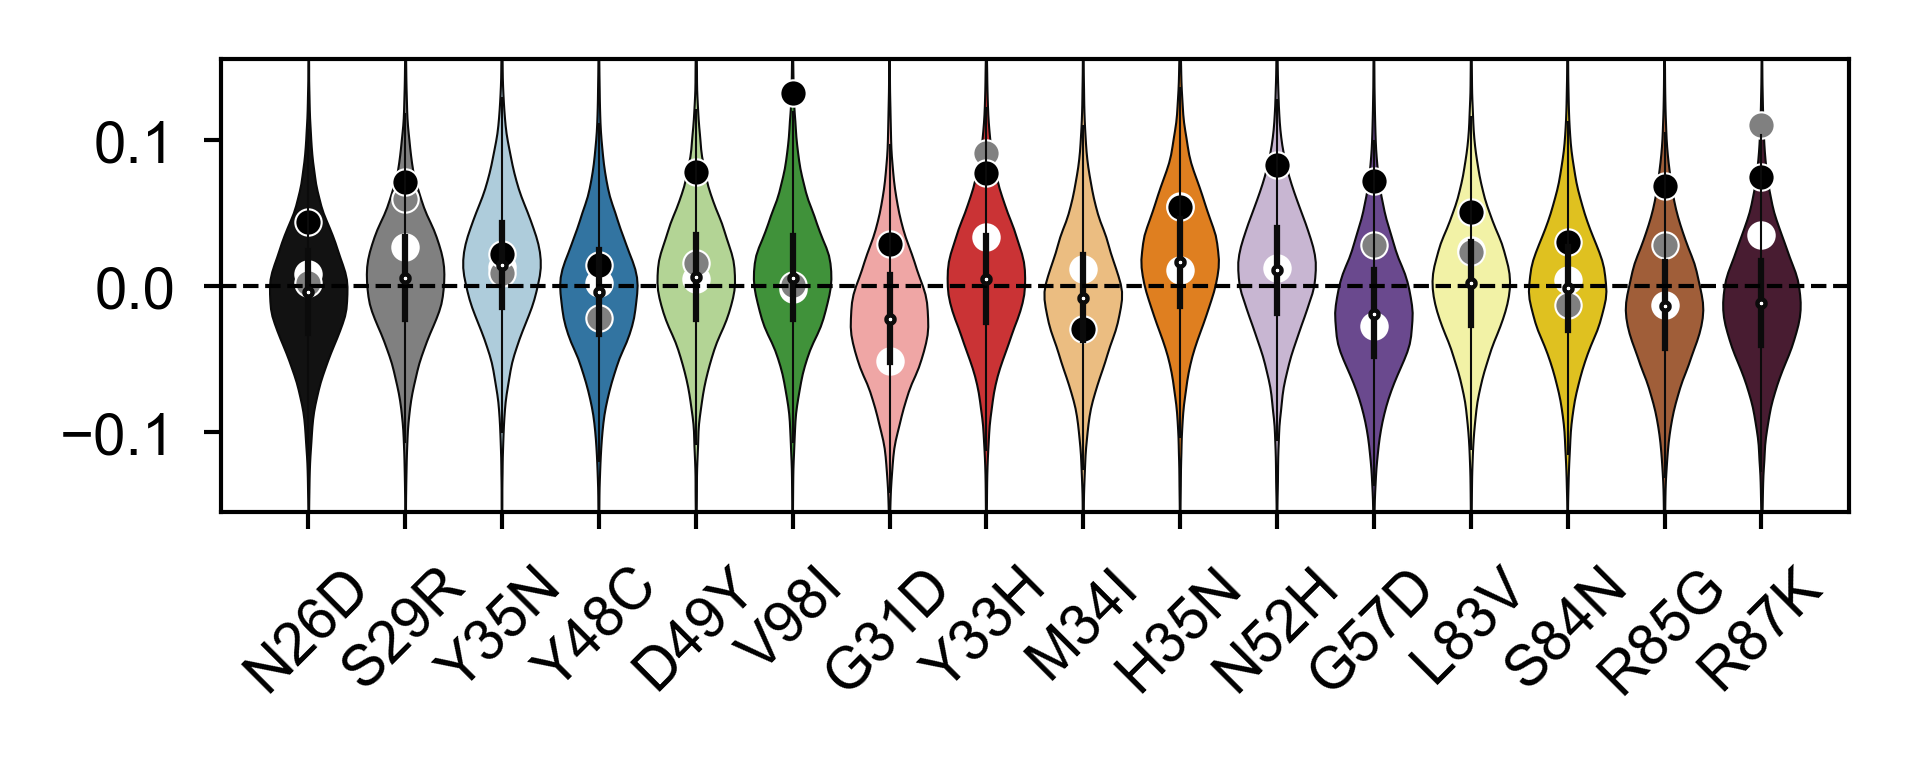 0.1
0.0
−0.1
N26D
S29R
Y35N
Y48C
D49Y
V98I
G31D
Y33H
M34I
H35N
N52H
G57D
L83V
S84N
R85G
R87K